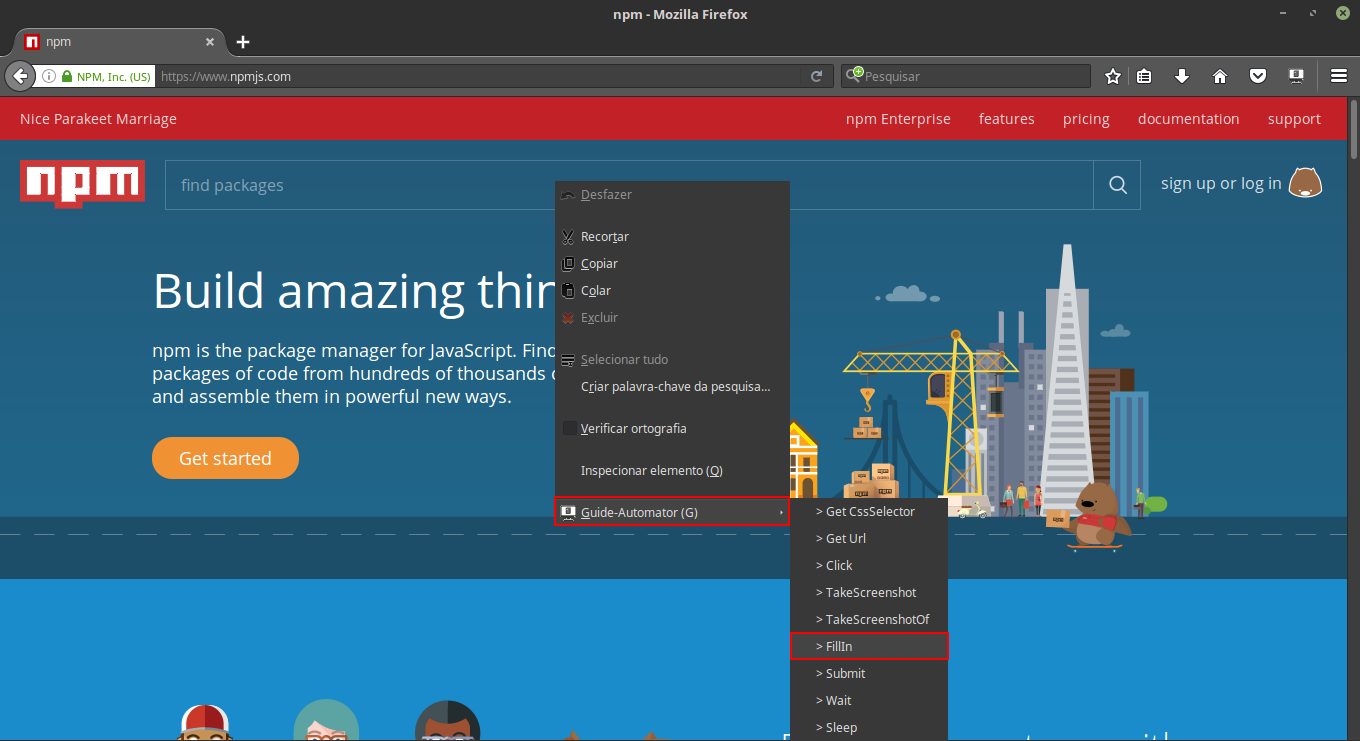 npm - Mozilla Firefox
npm
NPM, Inc. (US)
https://www.npmjs.com
Pesquisar
Nice Parakeet Marriage
npm Enterprise
features
pricing
documentation
support
npm
find packages
sign up or log in
Build amazing thin
npm is the package manager for JavaScript. Find
packages of code from hundreds of thousands
and assemble them in powerful new ways.
Get started
Desfazer
Recortar
Copiar
Colar
Excluir
Selecionar tudo
Criar palavra-chave da pesquisa...
Verificar ortografia
Inspecionar elemento (Q)
Guide-Automator (G)
> Get CssSelector
> Get Url
> Click
> TakeScreenshot
> TakeScreenshotOf
> FillIn
> Submit
> Wait
> Sleep